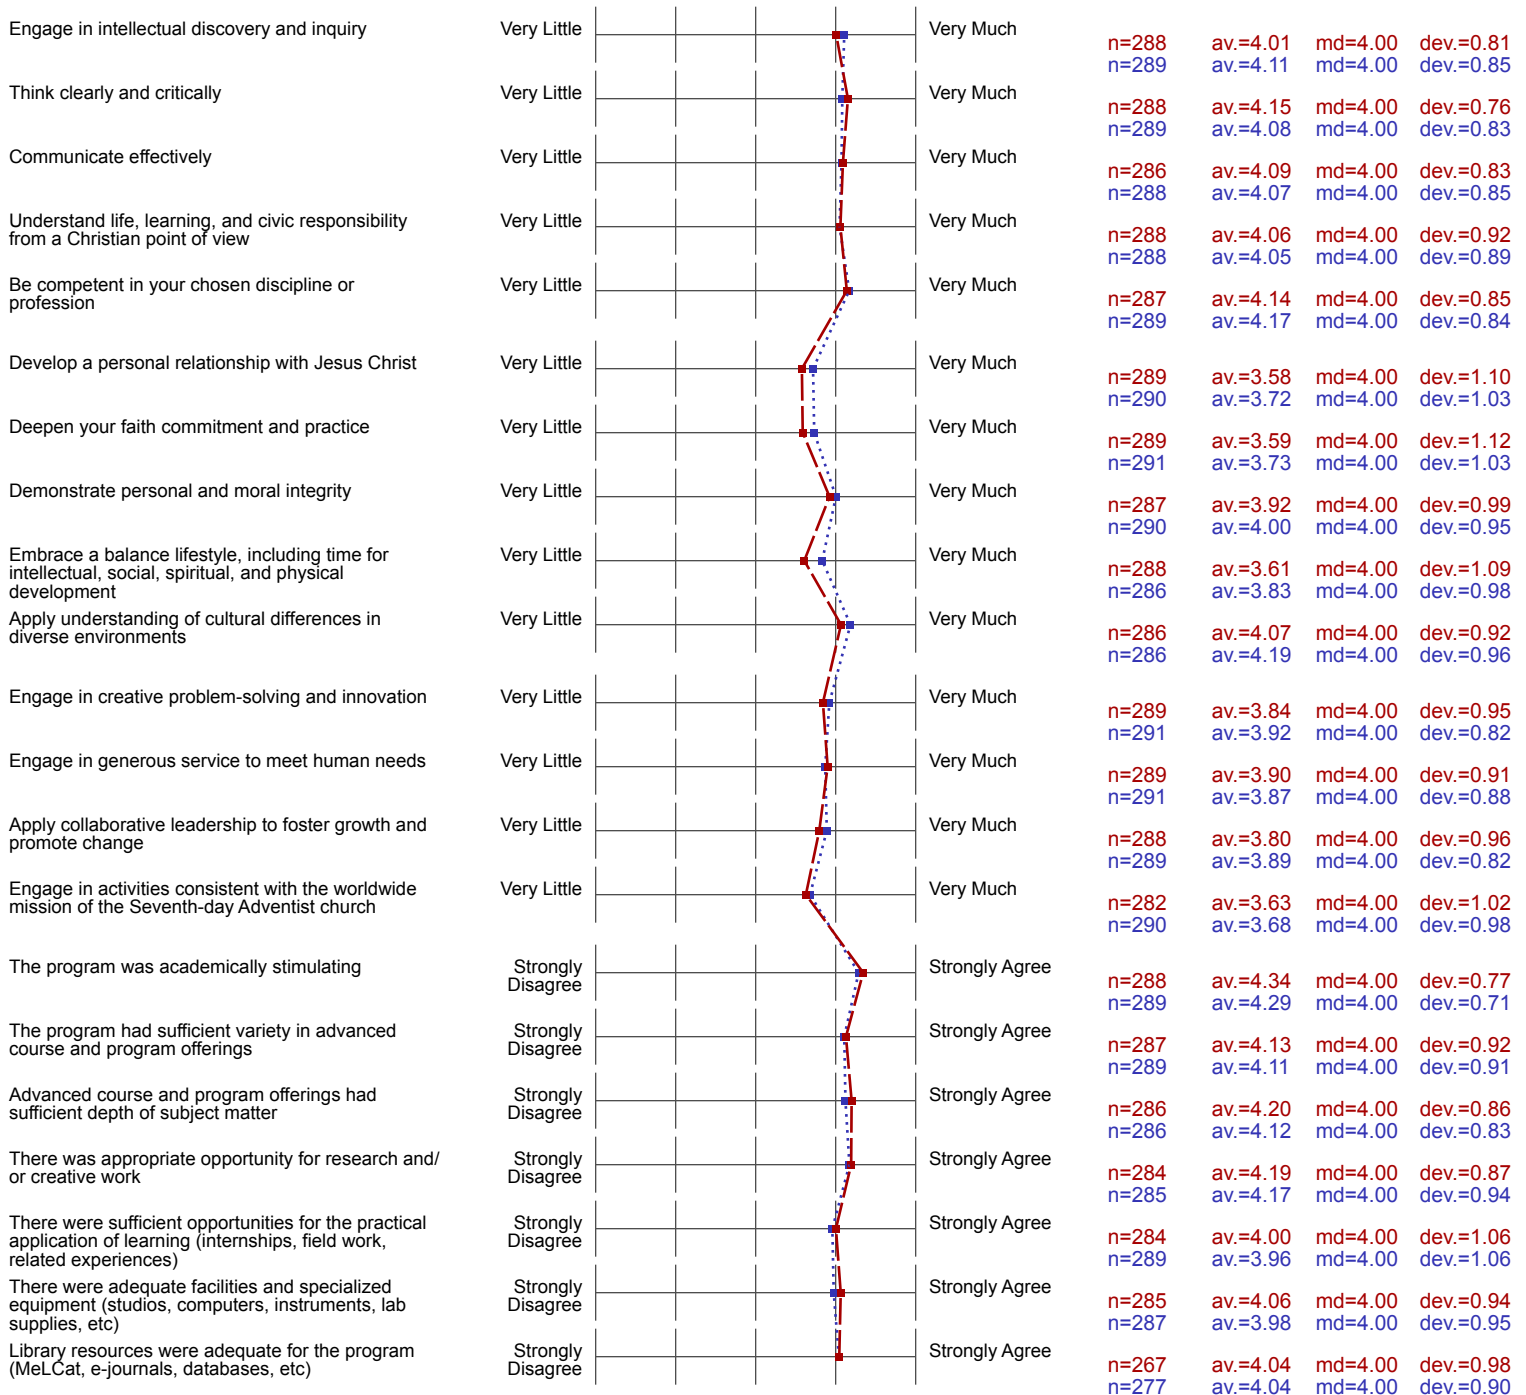 Engage in intellectual discovery and inquiry Very Little Very Much
n=288 av.=4.01 md=4.00 dev.=0.81
n=289 av.=4.11 md=4.00 dev.=0.85
Think clearly and critically Very Little Very Much
n=288 av.=4.15 md=4.00 dev.=0.76
n=289 av.=4.08 md=4.00 dev.=0.83
Communicate effectively Very Little Very Much
n=286 av.=4.09 md=4.00 dev.=0.83
n=288 av.=4.07 md=4.00 dev.=0.85
Understand life, learning, and civic responsibility Very Little Very Much
from a Christian point of view
n=288 av.=4.06 md=4.00 dev.=0.92
n=288 av.=4.05 md=4.00 dev.=0.89
Be competent in your chosen discipline or Very Little Very Much
profession
n=287 av.=4.14 md=4.00 dev.=0.85
n=289 av.=4.17 md=4.00 dev.=0.84
Develop a personal relationship with Jesus Christ Very Little Very Much
n=289 av.=3.58 md=4.00 dev.=1.10
n=290 av.=3.72 md=4.00 dev.=1.03
Deepen your faith commitment and practice Very Little Very Much
n=289 av.=3.59 md=4.00 dev.=1.12
n=291 av.=3.73 md=4.00 dev.=1.03
Demonstrate personal and moral integrity Very Little Very Much
n=287 av.=3.92 md=4.00 dev.=0.99
n=290 av.=4.00 md=4.00 dev.=0.95
Embrace a balance lifestyle, including time for Very Little Very Much
intellectual, social, spiritual, and physical
development
n=288 av.=3.61 md=4.00 dev.=1.09
n=286 av.=3.83 md=4.00 dev.=0.98
Apply understanding of cultural differences in Very Little Very Much
diverse environments
n=286 av.=4.07 md=4.00 dev.=0.92
n=286 av.=4.19 md=4.00 dev.=0.96
Engage in creative problem-solving and innovation Very Little Very Much
n=289 av.=3.84 md=4.00 dev.=0.95
n=291 av.=3.92 md=4.00 dev.=0.82
Engage in generous service to meet human needs Very Little Very Much
n=289 av.=3.90 md=4.00 dev.=0.91
n=291 av.=3.87 md=4.00 dev.=0.88
Apply collaborative leadership to foster growth and Very Little Very Much
promote change
n=288 av.=3.80 md=4.00 dev.=0.96
n=289 av.=3.89 md=4.00 dev.=0.82
Engage in activities consistent with the worldwide Very Little Very Much
mission of the Seventh-day Adventist church
n=282 av.=3.63 md=4.00 dev.=1.02
n=290 av.=3.68 md=4.00 dev.=0.98
The program was academically stimulating Strongly Strongly Agree
Disagree
n=288 av.=4.34 md=4.00 dev.=0.77
n=289 av.=4.29 md=4.00 dev.=0.71
The program had sufficient variety in advanced Strongly Strongly Agree
course and program offerings Disagree
n=287 av.=4.13 md=4.00 dev.=0.92
n=289 av.=4.11 md=4.00 dev.=0.91
Advanced course and program offerings had Strongly Strongly Agree
sufficient depth of subject matter Disagree
n=286 av.=4.20 md=4.00 dev.=0.86
n=286 av.=4.12 md=4.00 dev.=0.83
There was appropriate opportunity for research and/ Strongly Strongly Agree
or creative work Disagree
n=284 av.=4.19 md=4.00 dev.=0.87
n=285 av.=4.17 md=4.00 dev.=0.94
There were sufficient opportunities for the practical Strongly Strongly Agree
application of learning (internships, field work, Disagree
related experiences)
n=284 av.=4.00 md=4.00 dev.=1.06
n=289 av.=3.96 md=4.00 dev.=1.06
There were adequate facilities and specialized Strongly Strongly Agree
equipment (studios, computers, instruments, lab Disagree
supplies, etc)
n=285 av.=4.06 md=4.00 dev.=0.94
n=287 av.=3.98 md=4.00 dev.=0.95
Library resources were adequate for the program Strongly Strongly Agree
(MeLCat, e-journals, databases, etc) Disagree
n=267 av.=4.04 md=4.00 dev.=0.98
n=277 av.=4.04 md=4.00 dev.=0.90